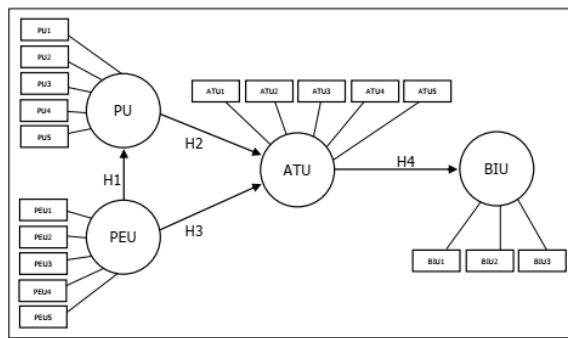 PU1
PU2
PU3
PU4
PU5
PU
ATU1
ATU2
ATU3
ATU4
ATU5
H2
H1
ATU
H4
BIU
H3
PEU1
PEU2
PEU3
PEU4
PEU5
PEU
BIU1
BIU2
BIU3